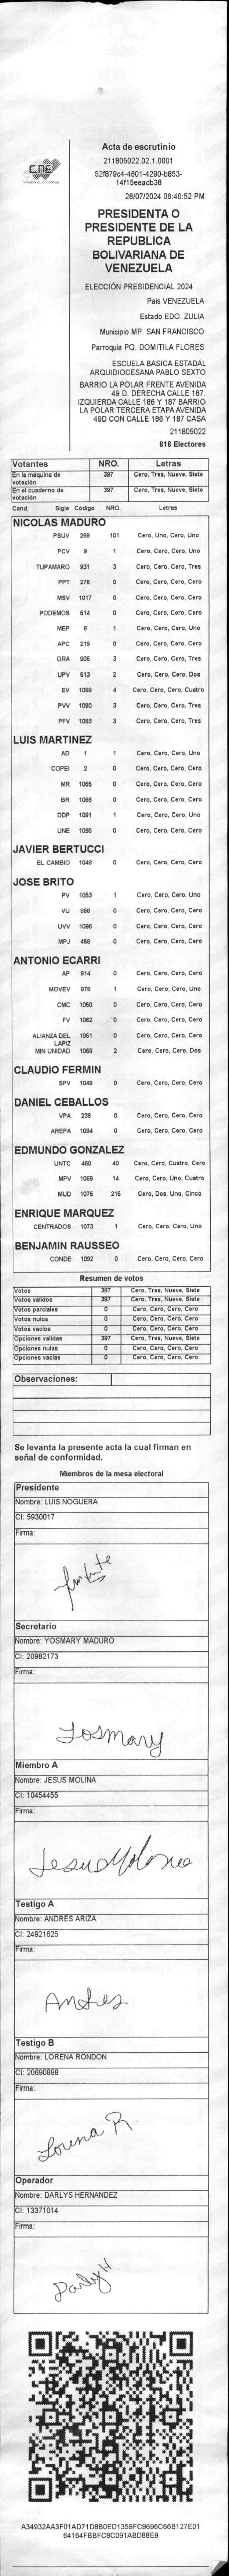 CNE
Acta de escrutinio
211805022.02.1.0001
52f879c4-4601-4290-b853-
14f15eeadb38
28/07/2024 06:40:52 PM
PRESIDENTA O
PRESIDENTE DE LA
REPUBLICA
BOLIVARIANA DE
VENEZUELA
ELECCIÓN PRESIDENCIAL 2024
Pais VENEZUELA
Estado EDO. ZULIA
Municipio MP. SAN FRANCISCO
Parroquia PQ. DOMITILA FLORES
ESCUELA BASICA ESTADAL
ARQUIDIOCESANA PABLO SEXTO
BARRIO LA POLAR FRENTE AVENIDA
49 D. DERECHA CALLE 187.
IZQUIERDA CALLE 186 Y 187 BARRIO
LA POLAR TERCERA ETAPA AVENIDA
49D CON CALLE 186 Y 187 CASA
211805022
818 Electores
Votantes NRO. Letras
En la máquina de votación 397 Cero, Tres, Nueve, Siete
En el cuaderno de votación 397 Cero, Tres, Nueve, Siete
Cand. Sigla Código NRO. Letras
NICOLAS MADURO
PSUV 269 101 Cero, Uno, Cero, Uno
PCV 9 1 Cero, Cero, Cero, Uno
TUPAMARO 931 3 Cero, Cero, Cero, Tres
PPT 276 0 Cero, Cero, Cero, Cero
MSV 1017 0 Cero, Cero, Cero, Cero
PODEMOS 514 0 Cero, Cero, Cero, Cero
MEP 6 1 Cero, Cero, Cero, Uno
APC 219 0 Cero, Cero, Cero, Cero
ORA 906 3 Cero, Cero, Cero, Tres
UPV 513 2 Cero, Cero, Cero, Dos
EV 1089 4 Cero, Cero, Cero, Cuatro
PVV 1090 3 Cero, Cero, Cero, Tres
PFV 1093 3 Cero, Cero, Cero, Tres
LUIS MARTINEZ
AD 1 1 Cero, Cero, Cero, Uno
COPEI 2 0 Cero, Cero, Cero, Cero
MR 1065 0 Cero, Cero, Cero, Cero
BR 1066 0 Cero, Cero, Cero, Cero
DDP 1091 1 Cero, Cero, Cero, Uno
UNE 1095 0 Cero, Cero, Cero, Cero
JAVIER BERTUCCI
EL CAMBIO 1048 0 Cero, Cero, Cero, Cero
JOSE BRITO
PV 1053 1 Cero, Cero, Cero, Uno
VU 868 0 Cero, Cero, Cero, Cero
UVV 1096 0 Cero, Cero, Cero, Cero
MPJ 458 0 Cero, Cero, Cero, Cero
ANTONIO ECARRI
AP 814 0 Cero, Cero, Cero, Cero
MOVEV 978 1 Cero, Cero, Cero, Uno
CMC 1050 0 Cero, Cero, Cero, Cero
FV 1062 0 Cero, Cero, Cero, Cero
ALIANZA DEL LAPIZ 1051 0 Cero, Cero, Cero, Cero
MIN UNIDAD 1068 2 Cero, Cero, Cero, Dos
CLAUDIO FERMIN
SPV 1049 0 Cero, Cero, Cero, Cero
DANIEL CEBALLOS
VPA 236 0 Cero, Cero, Cero, Cero
AREPA 1094 0 Cero, Cero, Cero, Cero
EDMUNDO GONZALEZ
UNTC 460 40 Cero, Cero, Cuatro, Cero
MPV 1069 14 Cero, Cero, Uno, Cuatro
MUD 1075 215 Cero, Dos, Uno, Cinco
ENRIQUE MARQUEZ
CENTRADOS 1073 1 Cero, Cero, Cero, Uno
BENJAMIN RAUSSEO
CONDE 1092 0 Cero, Cero, Cero, Cero
Resumen de votos
Votos 397 Cero, Tres, Nueve, Siete
Votos validos 397 Cero, Tres, Nueve, Siete
Votos parciales 0 Cero, Cero, Cero, Cero
Votos nulos 0 Cero, Cero, Cero, Cero
Votos vacios 0 Cero, Cero, Cero, Cero
Opciones validas 397 Cero, Tres, Nueve, Siete
Opciones nulas 0 Cero, Cero, Cero, Cero
Opciones vacias 0 Cero, Cero, Cero, Cero
Observaciones:
Se levanta la presente acta la cual firman en
señal de conformidad.
Miembros de la mesa electoral
Presidente
Nombre: LUIS NOGUERA
CI: 5930017
Firma:
Secretario
Nombre: YOSMARY MADURO
CI: 20982173
Firma:
Yosmary
Miembro A
Nombre: JESUS MOLINA
CI: 10454455
Firma:
Jesus Molina
Testigo A
Nombre: ANDRES ARIZA
CI: 24921625
Firma:
Andres
Testigo B
Nombre: LORENA RONDON
CI: 20690898
Firma:
Lorena R.
Operador
Nombre: DARLYS HERNANDEZ
CI: 13371014
Firma:
Darly H.
A34932AA3F01AD71D8B0ED1359FC9696C66B127E01
64164FBBFC8C091ABD88E9